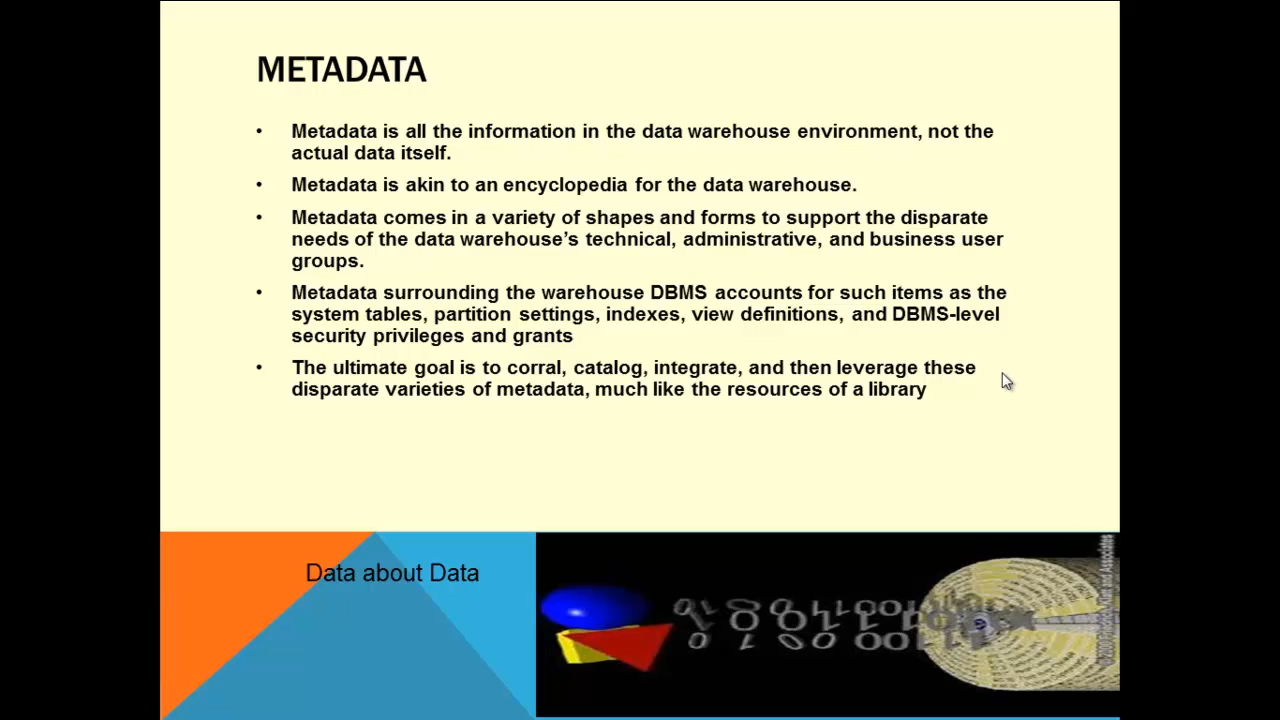 METADATA
• Metadata is all the information in the data warehouse environment, not the
actual data itself.
• Metadata is akin to an encyclopedia for the data warehouse.
• Metadata comes in a variety of shapes and forms to support the disparate
needs of the data warehouse’s technical, administrative, and business user
groups.
• Metadata surrounding the warehouse DBMS accounts for such items as the
system tables, partition settings, indexes, view definitions, and DBMS-level
security privileges and grants
• The ultimate goal is to corral, catalog, integrate, and then leverage these
disparate varieties of metadata, much like the resources of a library
Data about Data